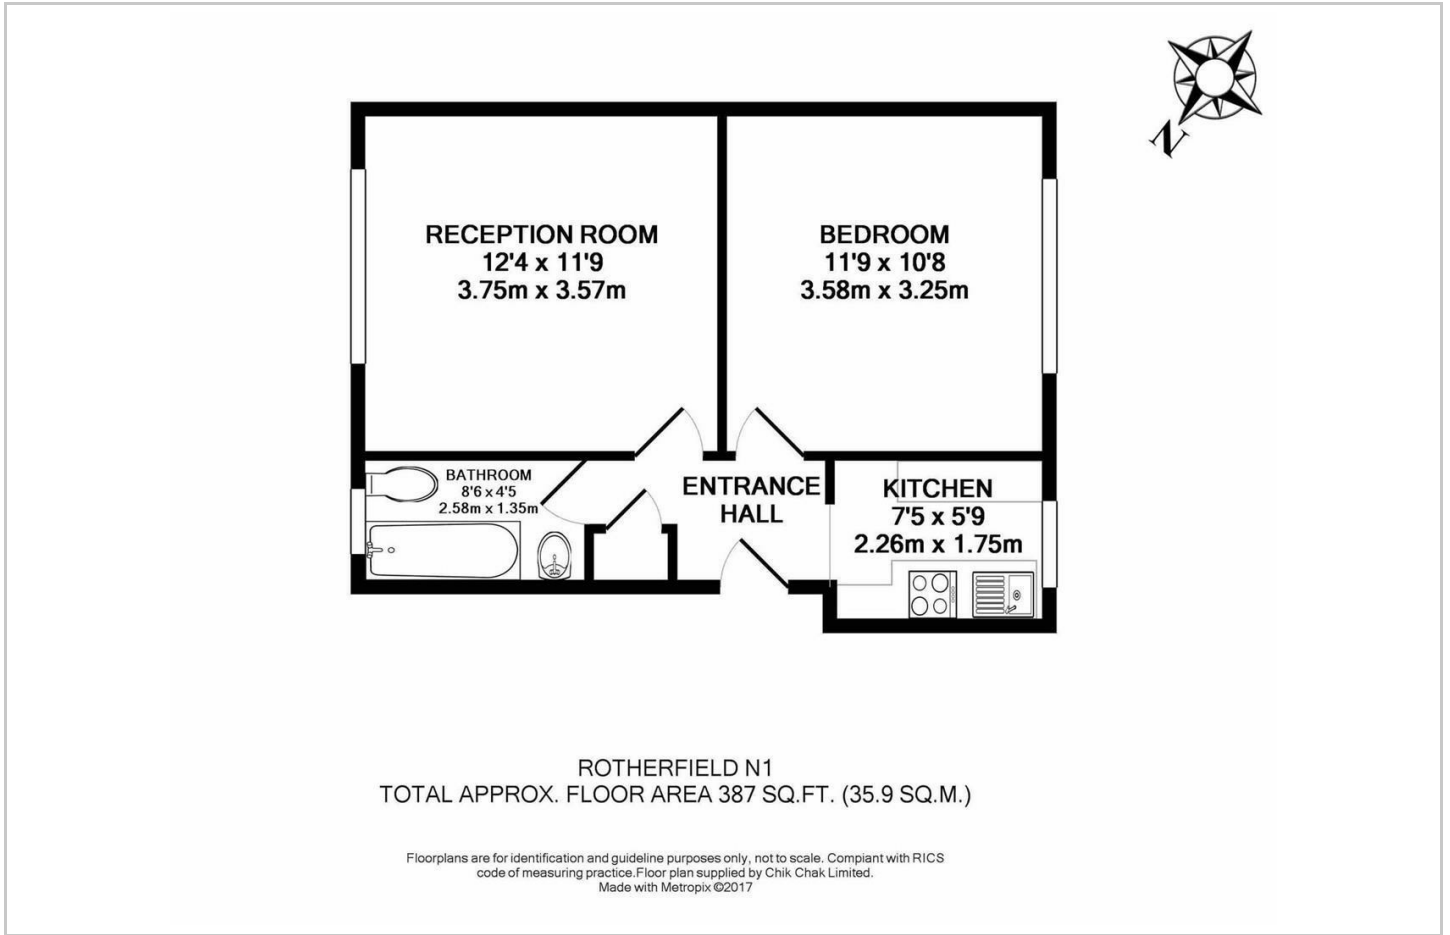 N
RECEPTION ROOM
12'4 x 11'9
3.75m x 3.57m
BEDROOM
11'9 x 10'8
3.58m x 3.25m
BATHROOM
8'6 x 4'5
2.58m x 1.35m
ENTRANCE
HALL
KITCHEN
7'5 x 5'9
2.26m x 1.75m
ROTHERFIELD N1
TOTAL APPROX. FLOOR AREA 387 SQ.FT. (35.9 SQ.M.)
Floorplans are for identification and guideline purposes only, not to scale. Compiant with RICS
code of measuring practice.Floor plan supplied by Chik Chak Limited.
Made with Metropix ©2017